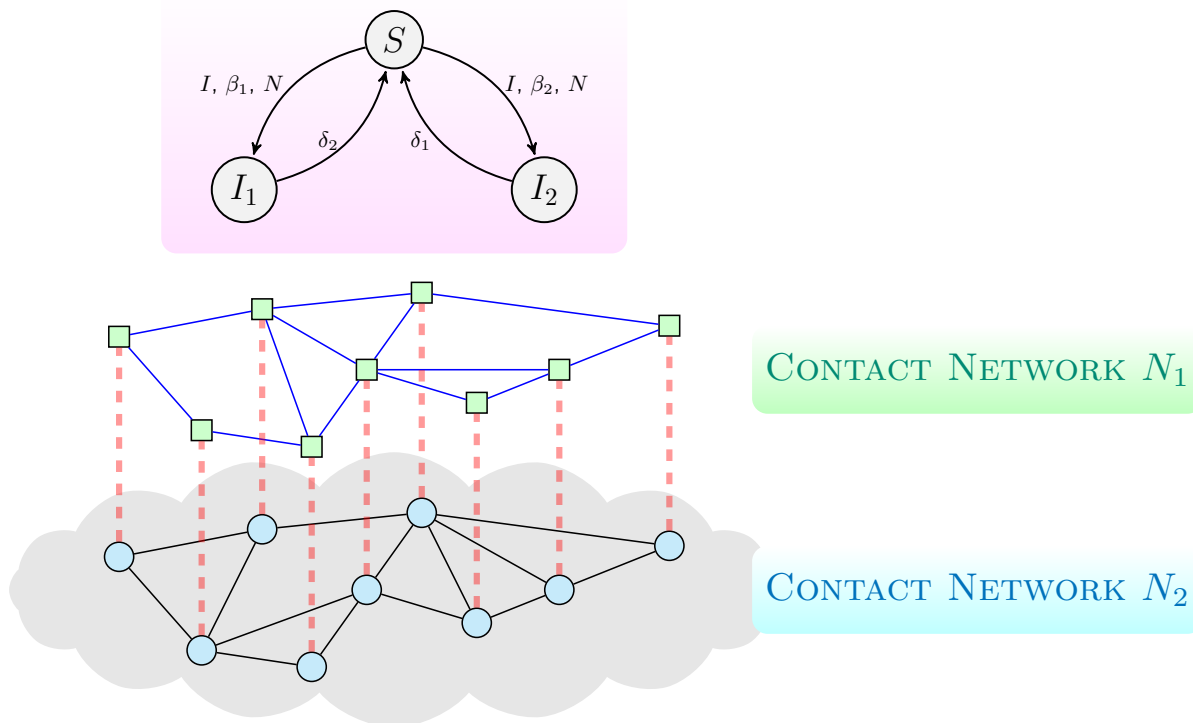 S
I, β₁, N
I, β₂, N
δ₂
δ₁
I₁
I₂
CONTACT NETWORK N₁
CONTACT NETWORK N₂